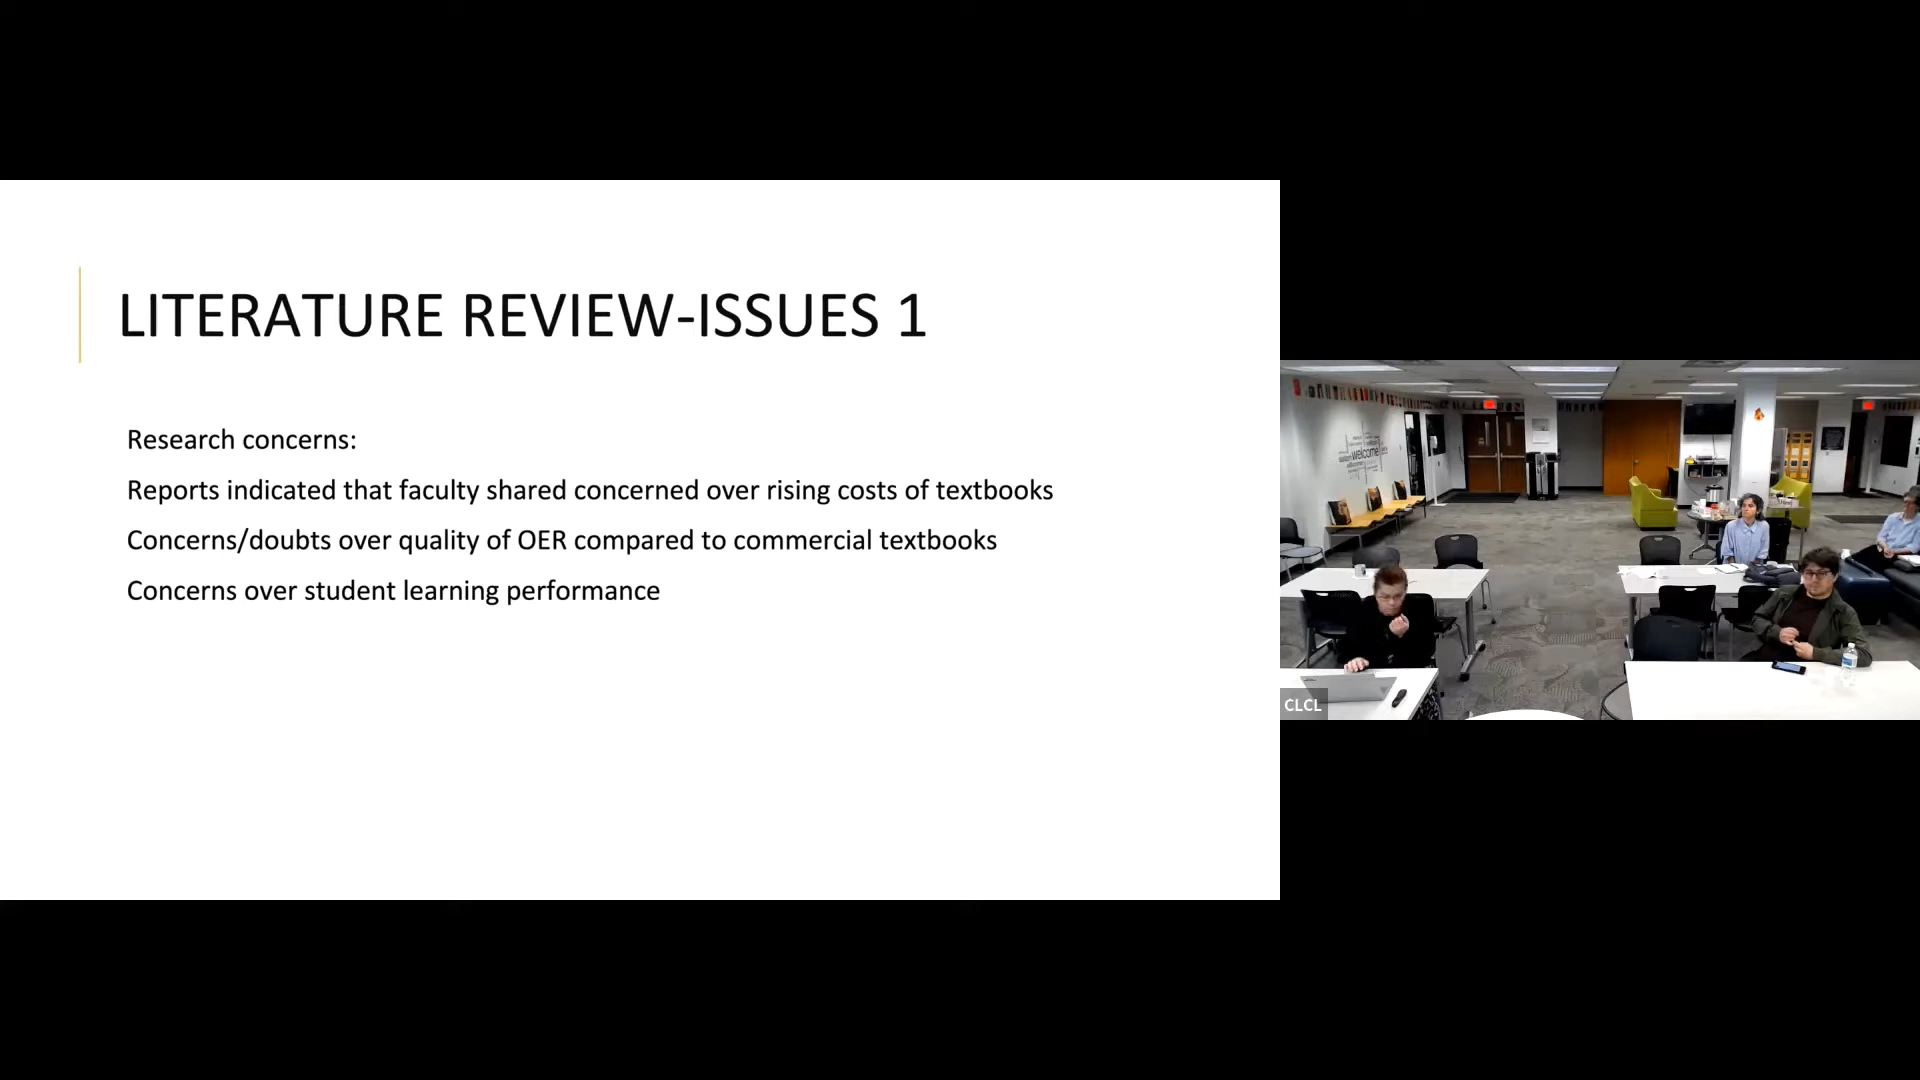 LITERATURE REVIEW-ISSUES 1
Research concerns:
Reports indicated that faculty shared concerned over rising costs of textbooks
Concerns/doubts over quality of OER compared to commercial textbooks
Concerns over student learning performance
welcome
CLCL